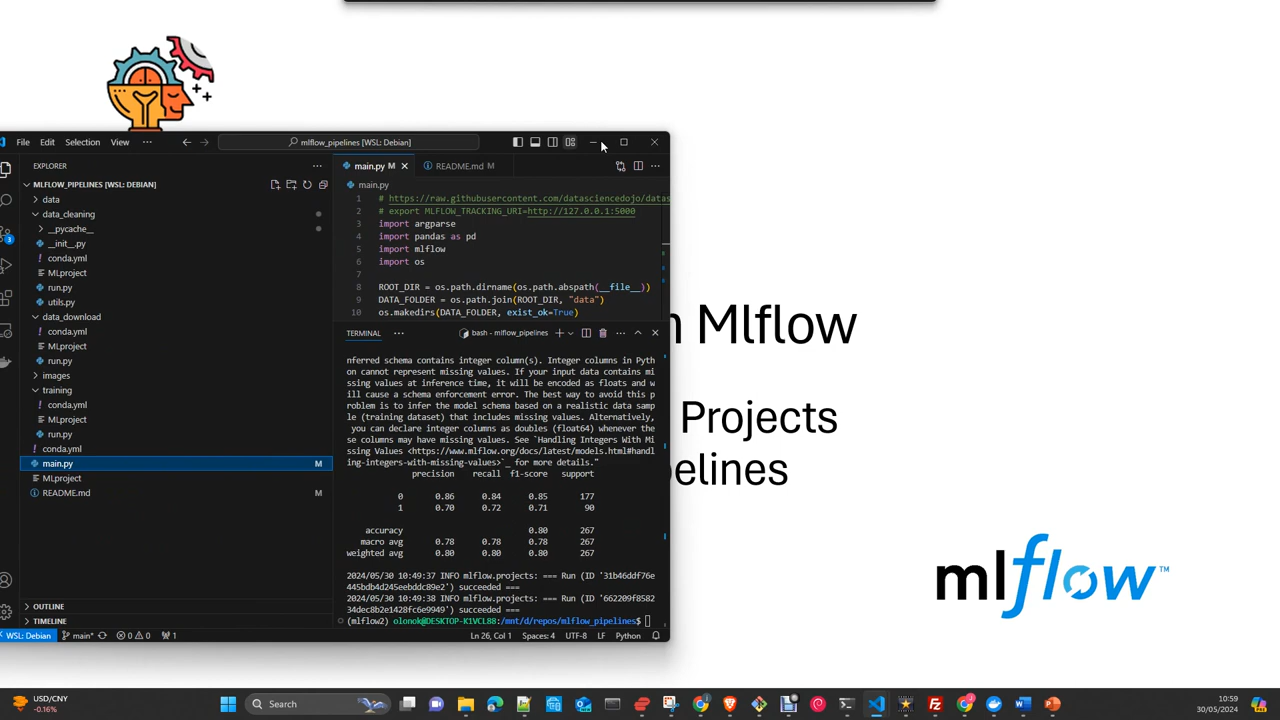 File Edit Selection View ··· mlflow_pipelines [WSL: Debian]
EXPLORER
MLFLOW_PIPELINES [WSL: DEBIAN]
data
data_cleaning
__pycache__
__init__.py
conda.yml
MLproject
run.py
utils.py
data_download
conda.yml
MLproject
run.py
images
training
conda.yml
MLproject
run.py
conda.yml
main.py M
MLproject
README.md M
OUTLINE
TIMELINE
main.py M README.md M
main.py
1 # https://raw.githubusercontent.com/datasciencedojo/datas
2 # export MLFLOW_TRACKING_URI=http://127.0.0.1:5000
3 import argparse
4 import pandas as pd
5 import mlflow
6 import os
7
8 ROOT_DIR = os.path.dirname(os.path.abspath(__file__))
9 DATA_FOLDER = os.path.join(ROOT_DIR, "data")
10 os.makedirs(DATA_FOLDER, exist_ok=True)
TERMINAL ··· bash - mlflow_pipelines
nferred schema contains integer column(s). Integer columns in Pyth
on cannot represent missing values. If your input data contains mi
ssing values at inference time, it will be encoded as floats and w
ill cause a schema enforcement error. The best way to avoid this p
roblem is to infer the model schema based on a realistic data samp
le (training dataset) that includes missing values. Alternatively,
you can declare integer columns as doubles (float64) whenever the
se columns may have missing values. See `Handling Integers With Mi
ssing Values <https://www.mlflow.org/docs/latest/models.html#handl
ing-integers-with-missing-values>`_ for more details."
precision recall f1-score support
0 0.86 0.84 0.85 177
1 0.70 0.72 0.71 90
accuracy 0.80 267
macro avg 0.78 0.78 0.78 267
weighted avg 0.80 0.80 0.80 267
2024/05/30 10:49:37 INFO mlflow.projects: === Run (ID '31b46ddf76e
445bdb4d245eebddc89e2') succeeded ===
2024/05/30 10:49:38 INFO mlflow.projects: === Run (ID '662209f8582
34dec8b2e1428fc6e9949') succeeded ===
(mlflow2) olonok@DESKTOP-K1VCL88:/mnt/d/repos/mlflow_pipelines$
WSL: Debian main* 0 0 1 Ln 26, Col 1 Spaces: 4 UTF-8 LF Python
n Mlflow
Projects
pelines
mlflow™
USD/CNY
-0.16%
Search
10:59
30/05/2024